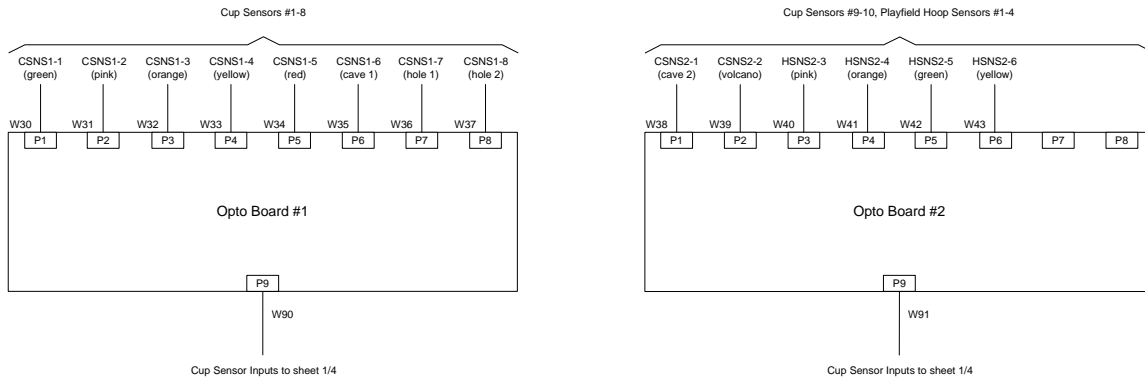 Cup Sensors #1-8
CSNS1-1 CSNS1-2 CSNS1-3 CSNS1-4 CSNS1-5 CSNS1-6 CSNS1-7 CSNS1-8
(green) (pink) (orange) (yellow) (red) (cave 1) (hole 1) (hole 2)
W30 W31 W32 W33 W34 W35 W36 W37
P1 P2 P3 P4 P5 P6 P7 P8
Opto Board #1
P9
W90
Cup Sensor Inputs to sheet 1/4
Cup Sensors #9-10, Playfield Hoop Sensors #1-4
CSNS2-1 CSNS2-2 HSNS2-3 HSNS2-4 HSNS2-5 HSNS2-6
(cave 2) (volcano) (pink) (orange) (green) (yellow)
W38 W39 W40 W41 W42 W43
P1 P2 P3 P4 P5 P6 P7 P8
Opto Board #2
P9
W91
Cup Sensor Inputs to sheet 1/4